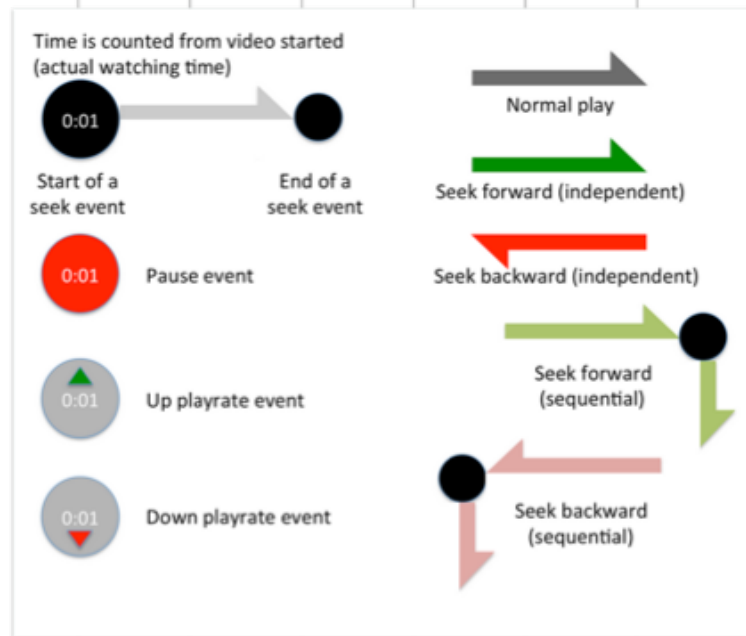 Time is counted from video started
(actual watching time)
0:01
Start of a
seek event
End of a
seek event
0:01
Pause event
0:01
Up playrate event
0:01
Down playrate event
Normal play
Seek forward (independent)
Seek backward (independent)
Seek forward
(sequential)
Seek backward
(sequential)